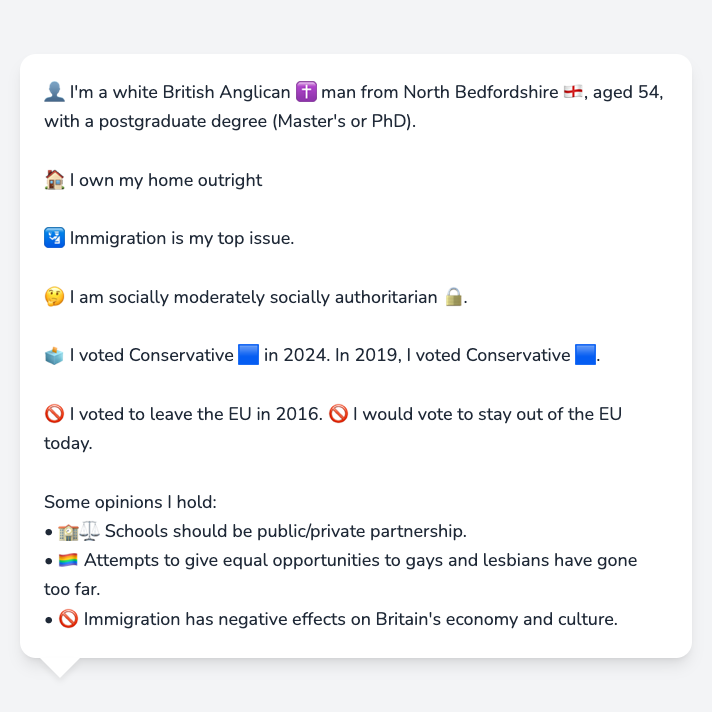 👤 I'm a white British Anglican ✝️ man from North Bedfordshire 🏴󠁧󠁢󠁥󠁮󠁧󠁿, aged 54,
with a postgraduate degree (Master's or PhD).
🏠 I own my home outright
🛂 Immigration is my top issue.
🤔 I am socially moderately socially authoritarian 🔒.
🗳️ I voted Conservative 🟦 in 2024. In 2019, I voted Conservative 🟦.
🚫 I voted to leave the EU in 2016. 🚫 I would vote to stay out of the EU
today.
Some opinions I hold:
• 🏫⚖️ Schools should be public/private partnership.
• 🏳️‍🌈 Attempts to give equal opportunities to gays and lesbians have gone
too far.
• 🚫 Immigration has negative effects on Britain's economy and culture.